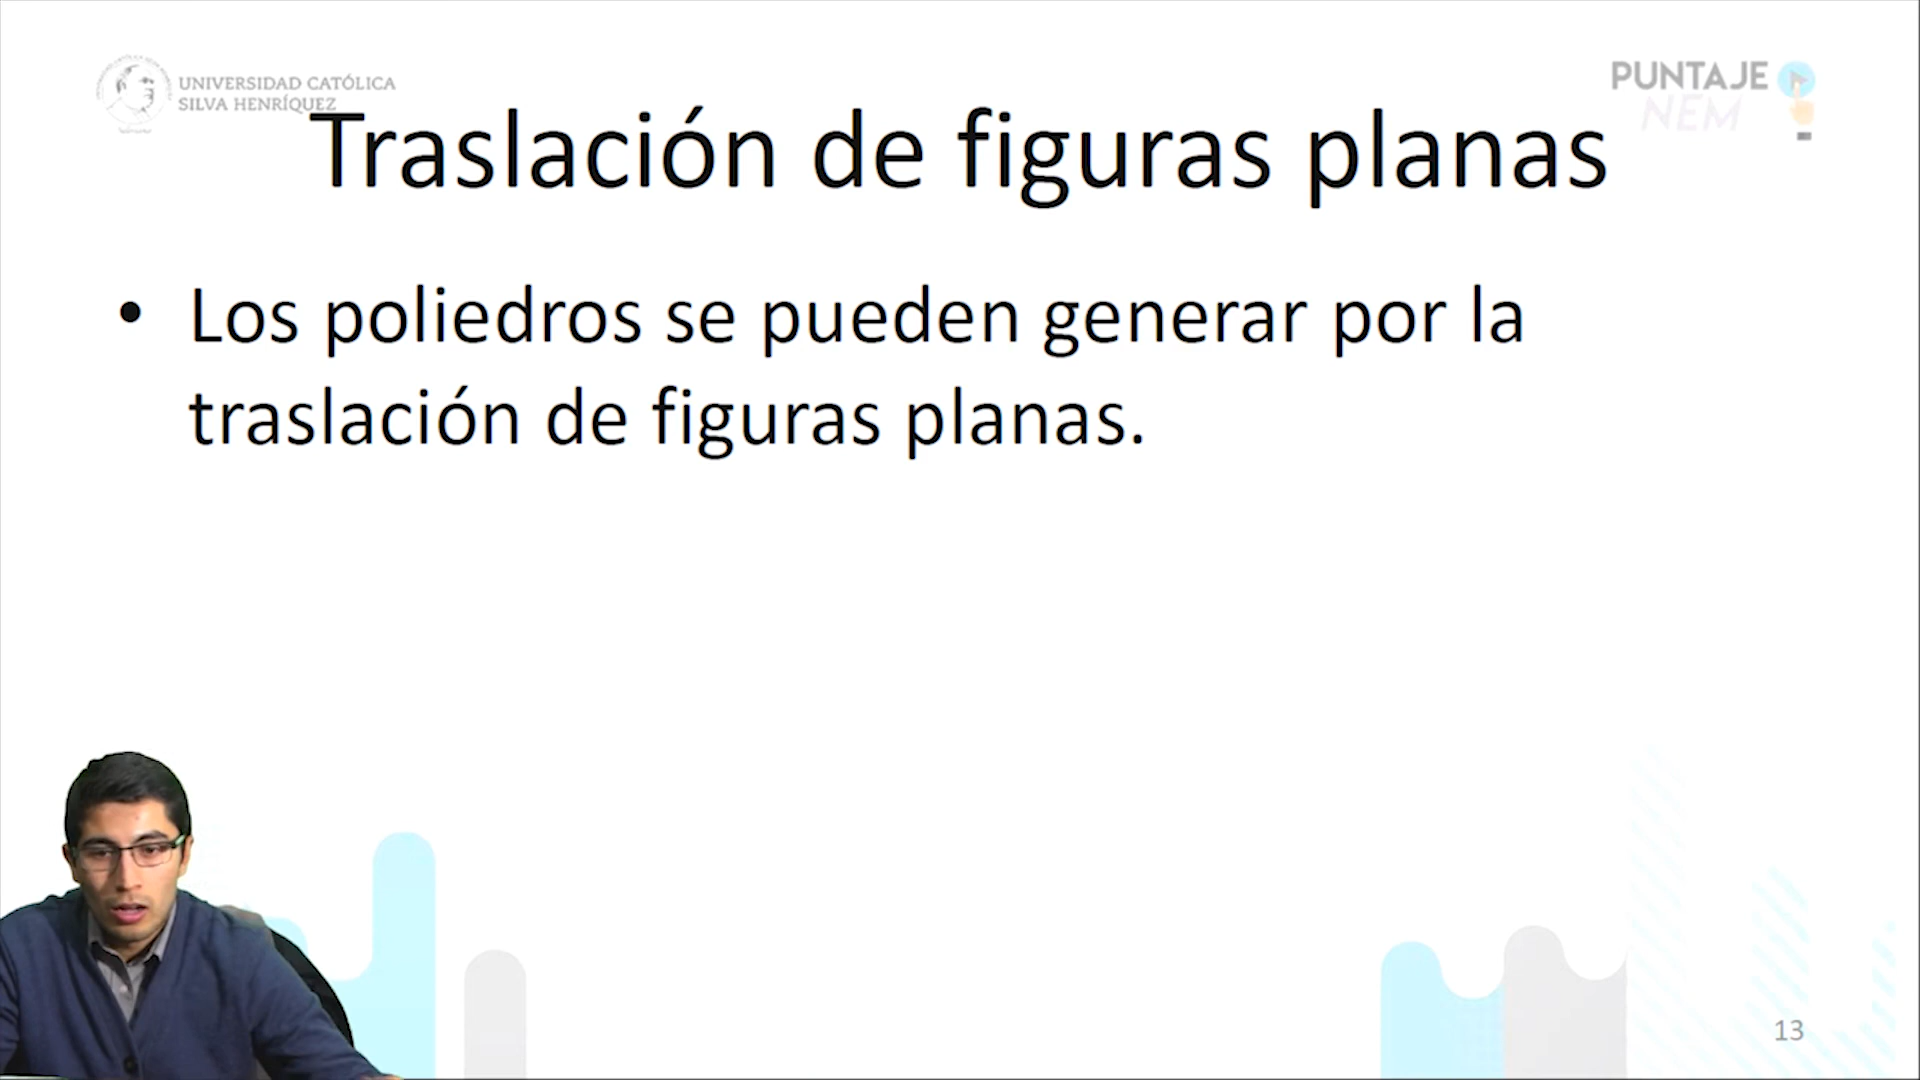 UNIVERSIDAD CATÓLICA
SILVA HENRÍQUEZ
PUNTAJE
NEM
Traslación de figuras planas
• Los poliedros se pueden generar por la
traslación de figuras planas.
13